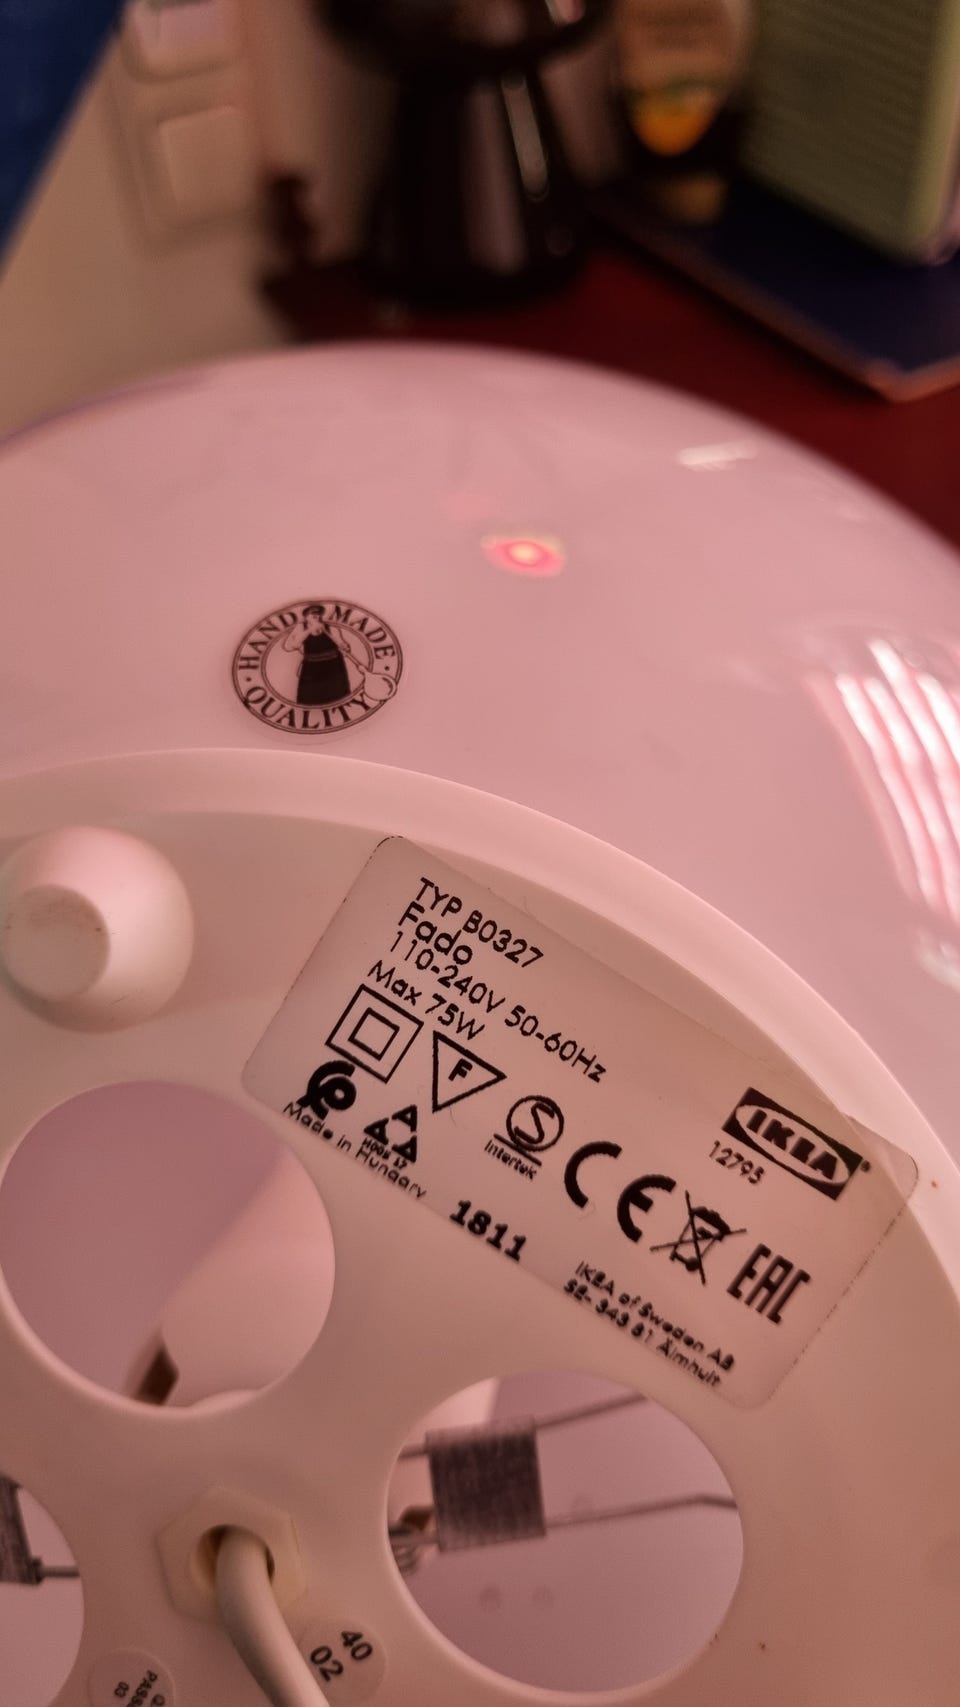 HAND MADE
QUALITY
TYP B0327
Fado
110-240V 50-60Hz
Max 75W
F
S
Intertek
Made in Hungary
1811
CE
EAC
IKEA®
12795
IKEA of Sweden AB
SE- 343 81 Älmhult
40
02
03